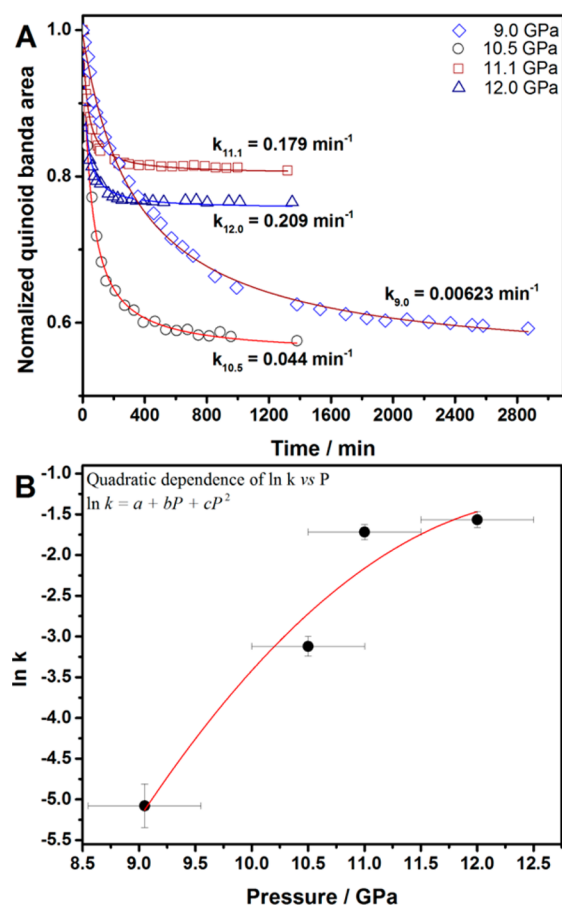 A
1.0
0.8
0.6
Nomalized quinoid banda area
9.0 GPa
10.5 GPa
11.1 GPa
12.0 GPa
k11.1 = 0.179 min-1
k12.0 = 0.209 min-1
k9.0 = 0.00623 min-1
k10.5 = 0.044 min-1
0 400 800 1200 1600 2000 2400 2800
Time / min
B
Quadratic dependence of ln k vs P
ln k = a + bP + cP2
-1.0
-1.5
-2.0
-2.5
-3.0
-3.5
-4.0
-4.5
-5.0
-5.5
ln k
8.5 9.0 9.5 10.0 10.5 11.0 11.5 12.0 12.5
Pressure / GPa